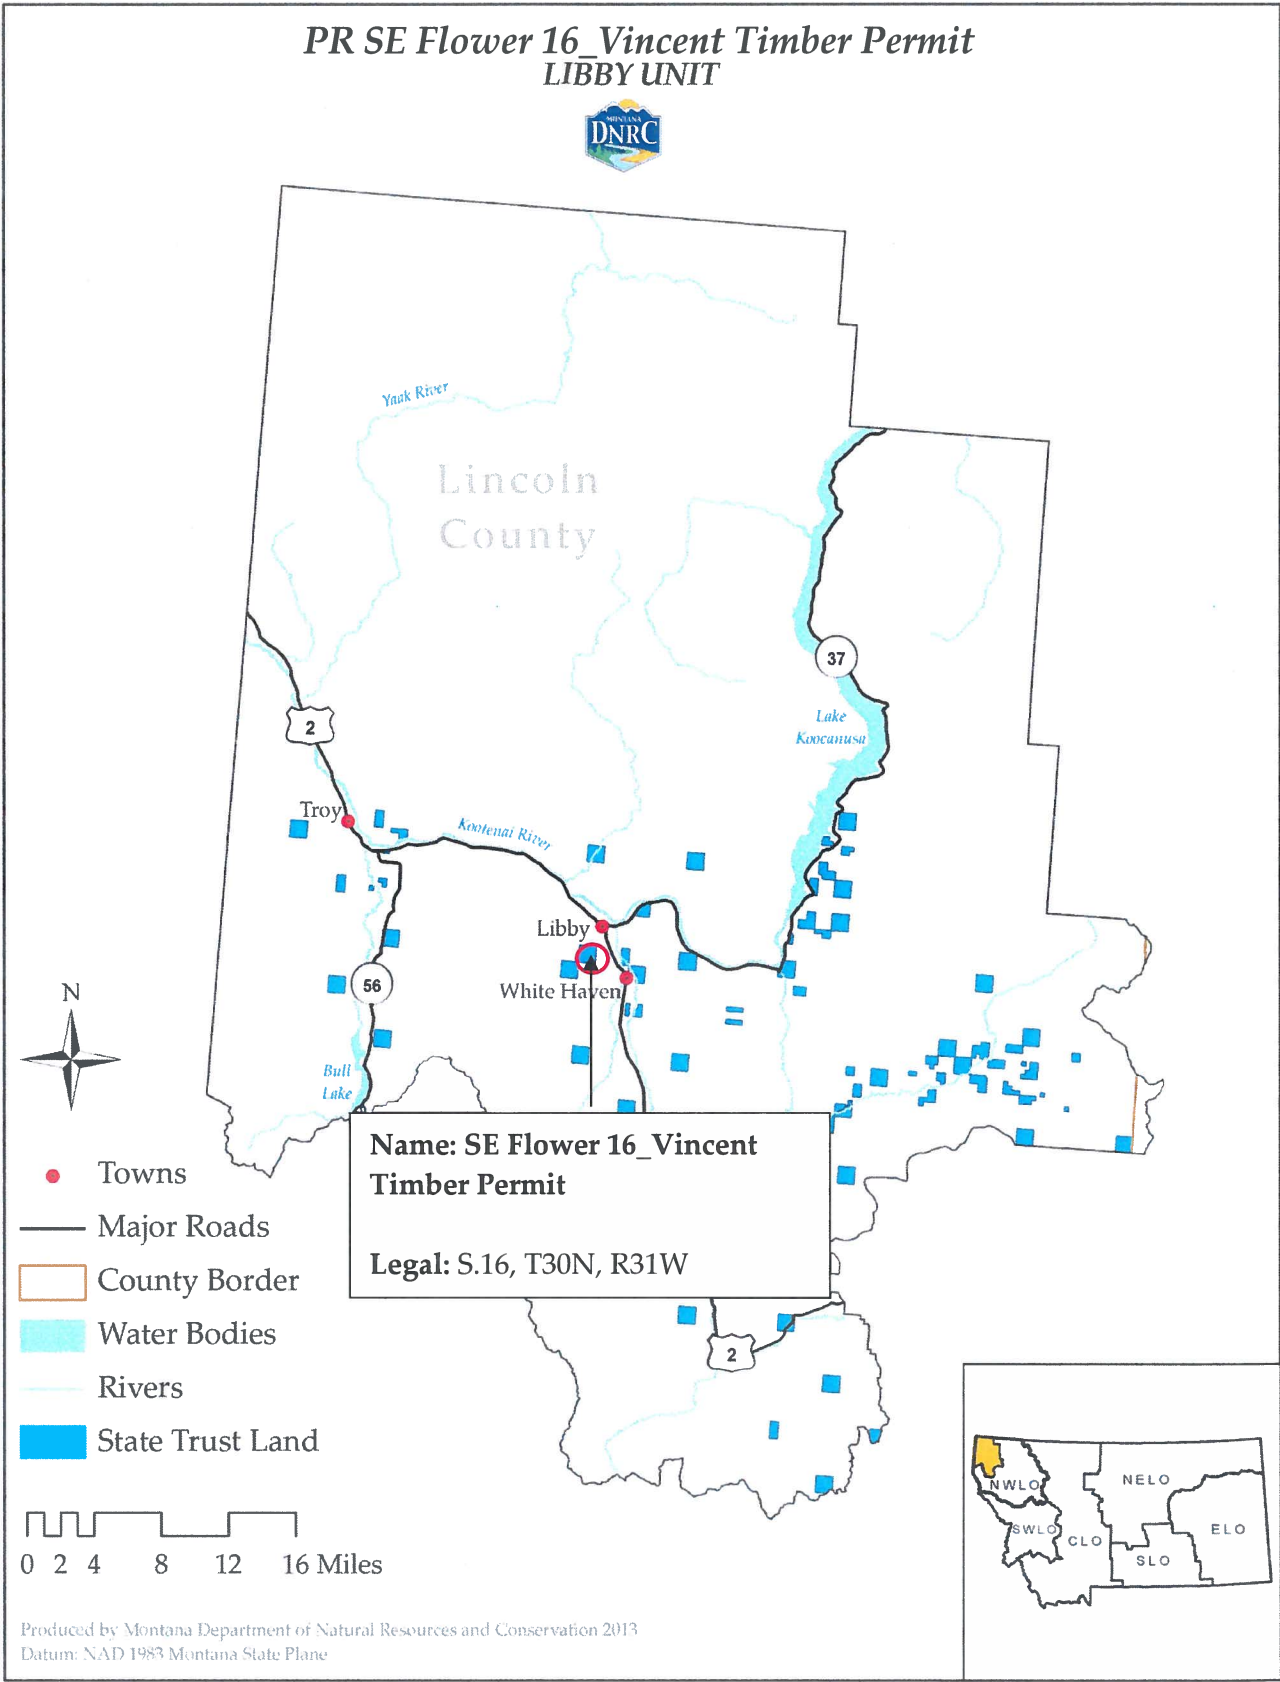 PR SE Flower 16_Vincent Timber Permit
LIBBY UNIT
MONTANA
DNRC
Yaak River
Lincoln
County
37
Lake
Koocanusa
2
Troy
Kootenai River
Libby
White Haven
56
N
Bull
Lake
Name: SE Flower 16_Vincent
Timber Permit
Legal: S.16, T30N, R31W
Towns
Major Roads
County Border
Water Bodies
Rivers
State Trust Land
2
0 2 4 8 12 16 Miles
NWLO
SWLO
CLO
NELO
SLO
ELO
Produced by Montana Department of Natural Resources and Conservation 2013
Datum: NAD 1983 Montana State Plane